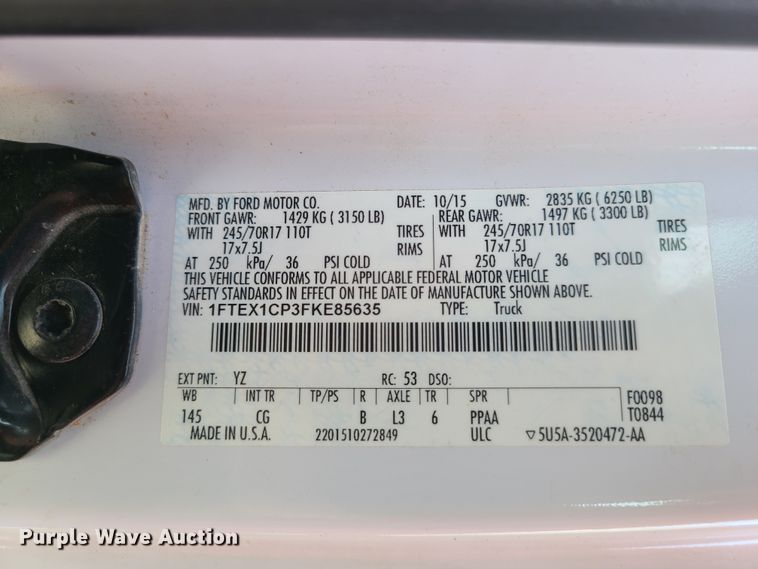 MFD. BY FORD MOTOR CO. DATE: 10/15 GVWR: 2835 KG ( 6250 LB)
FRONT GAWR: 1429 KG ( 3150 LB) REAR GAWR: 1497 KG ( 3300 LB)
WITH 245/70R17 110T TIRES WITH 245/70R17 110T TIRES
17x7.5J RIMS 17x7.5J RIMS
AT 250 kPa/ 36 PSI COLD AT 250 kPa/ 36 PSI COLD
THIS VEHICLE CONFORMS TO ALL APPLICABLE FEDERAL MOTOR VEHICLE
SAFETY STANDARDS IN EFFECT ON THE DATE OF MANUFACTURE SHOWN ABOVE.
VIN: 1FTEX1CP3FKE85635 TYPE: Truck
EXT PNT: YZ RC: 53 DSO:
WB INT TR TP/PS R AXLE TR SPR F0098
145 CG B L3 6 PPAA T0844
MADE IN U.S.A. 2201510272849 ULC ▽5U5A-3520472-AA
Purple Wave Auction